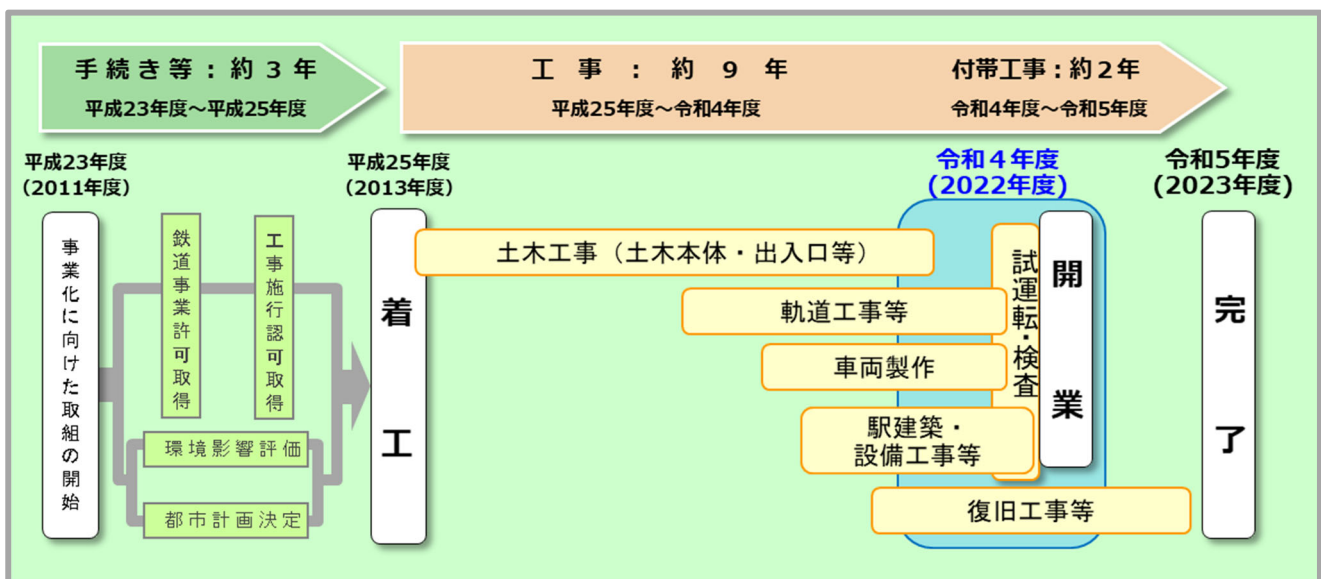 手続き等：約3年
平成23年度～平成25年度
工事：約9年
平成25年度～令和4年度
付帯工事：約2年
令和4年度～令和5年度
平成23年度
（2011年度）
平成25年度
（2013年度）
令和４年度
(2022年度)
令和5年度
(2023年度)
事業化に向けた取組の開始
鉄道事業許可取得
工事施行認可取得
環境影響評価
都市計画決定
着工
土木工事（土木本体・出入口等）
軌道工事等
車両製作
駅建築・
設備工事等
試運転・検査
開業
復旧工事等
完了